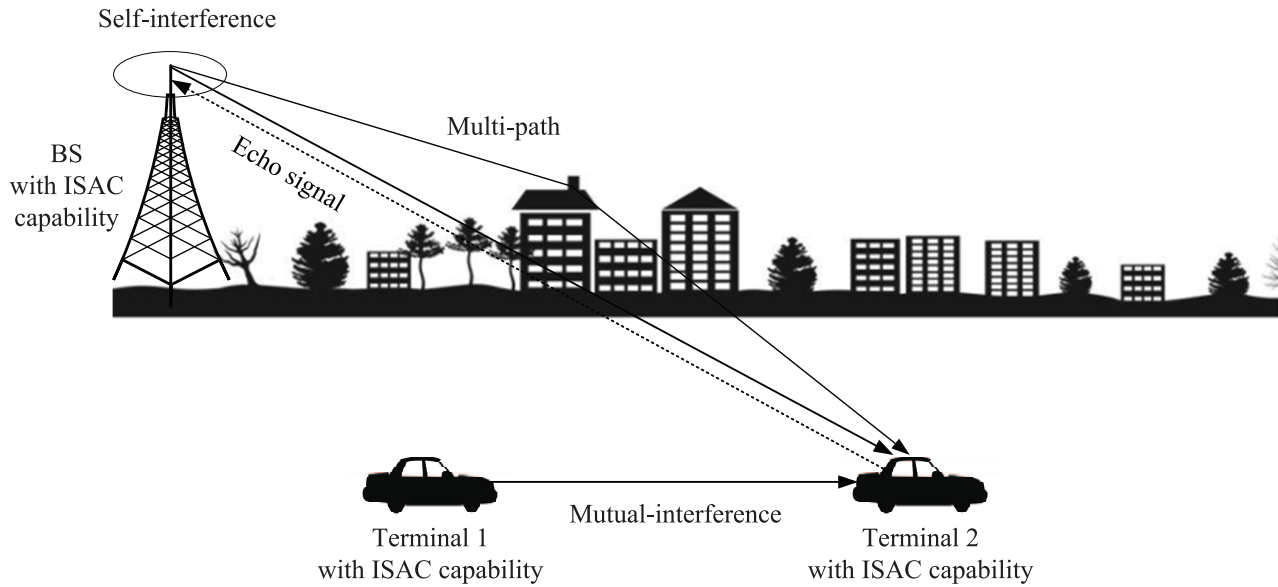 Self-interference
Multi-path
Echo signal
BS
with ISAC
capability
Mutual-interference
Terminal 1
with ISAC capability
Terminal 2
with ISAC capability